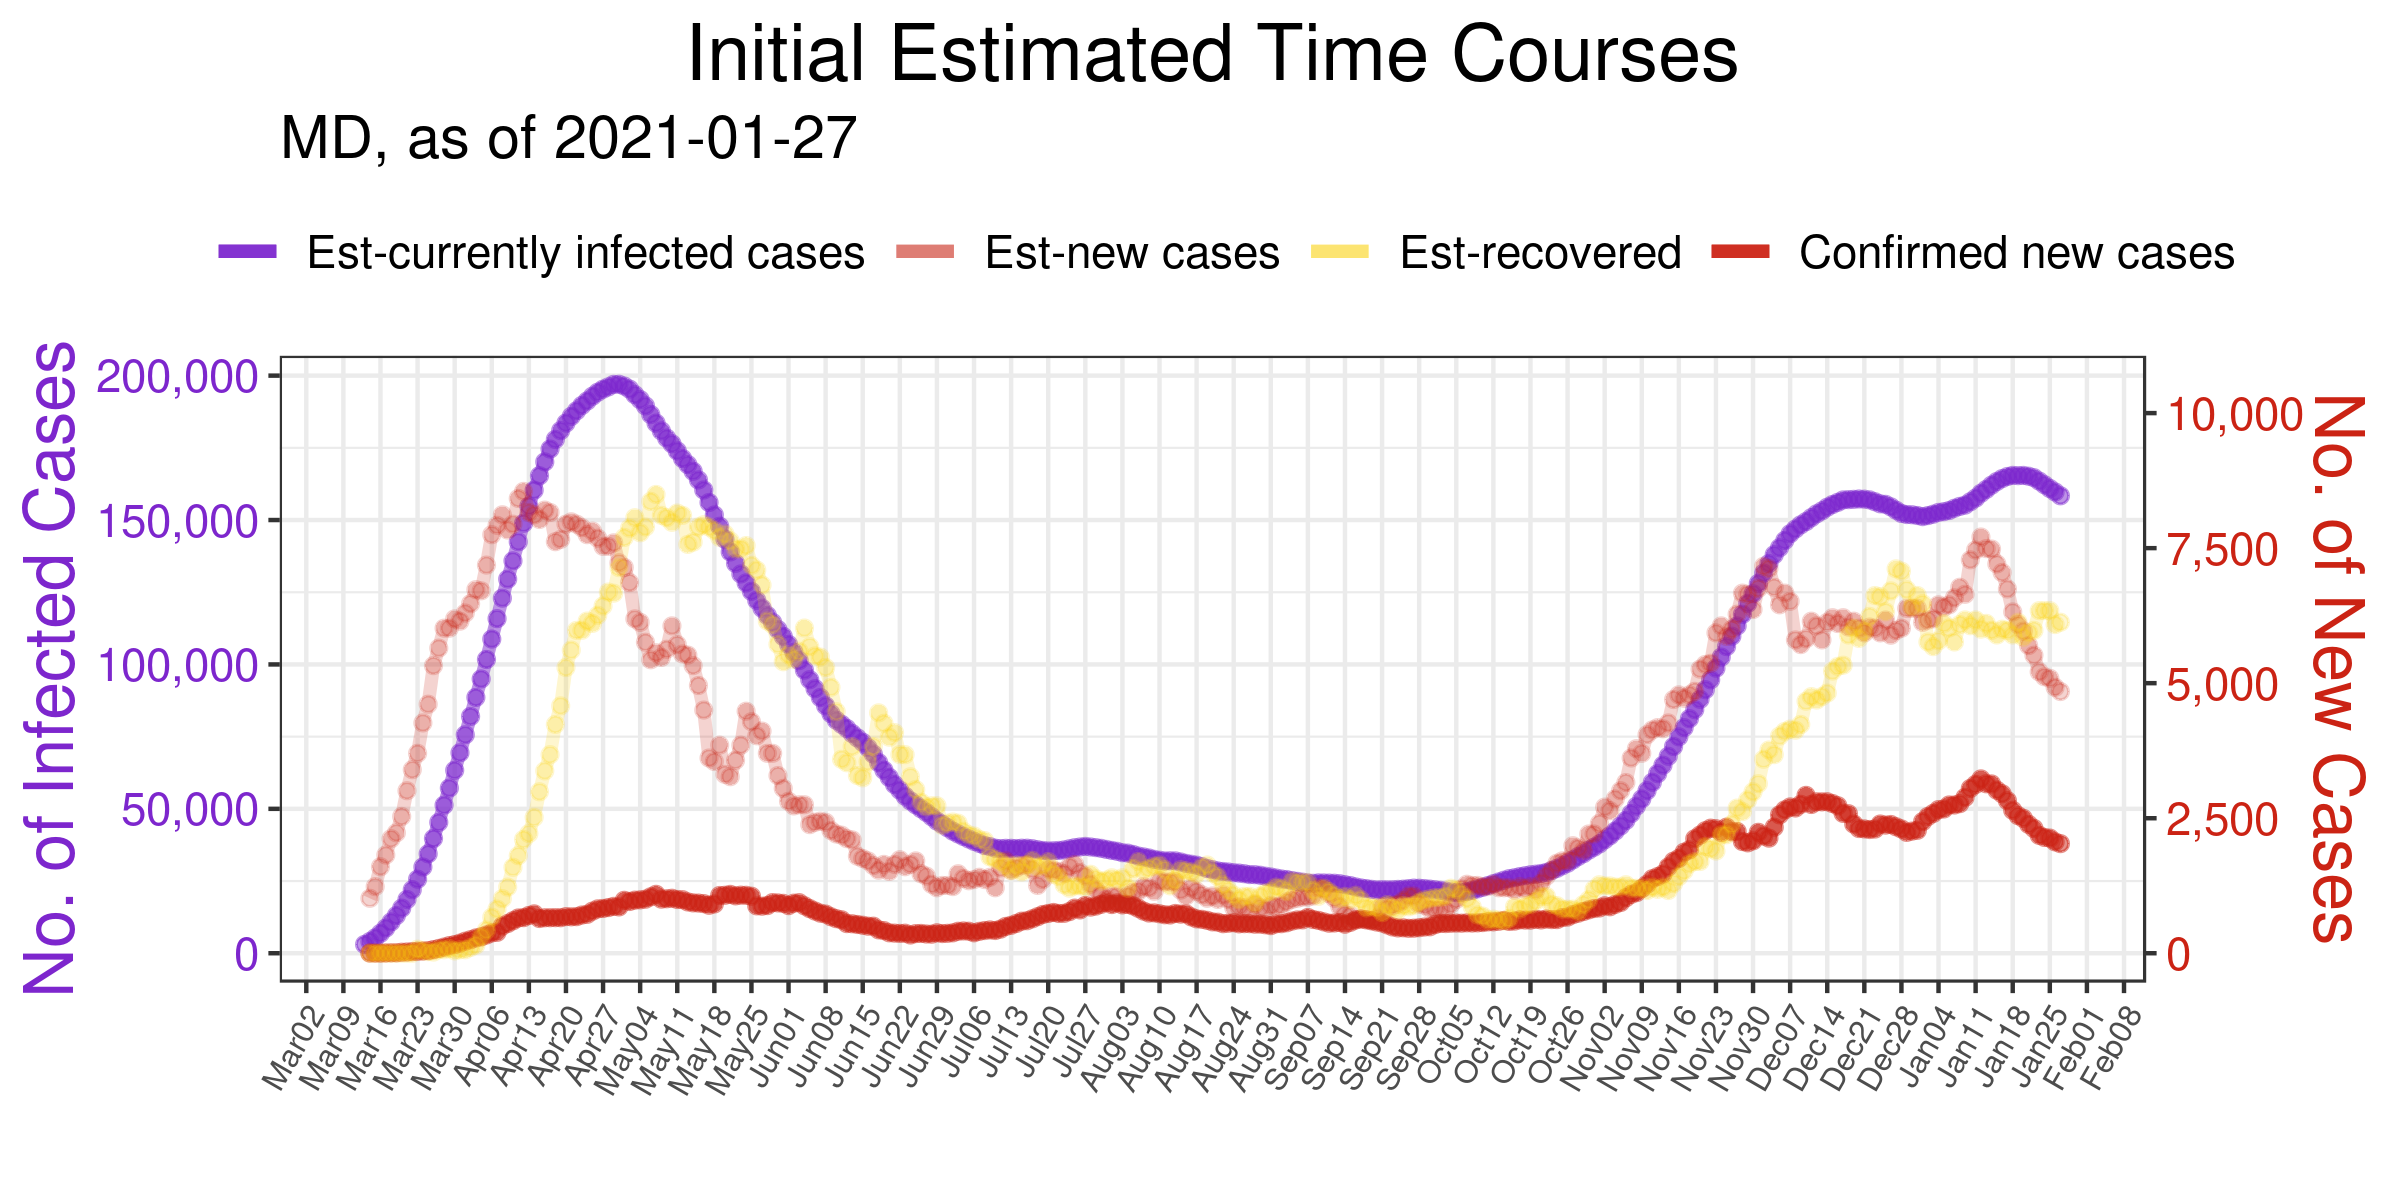 Initial Estimated Time Courses
MD, as of 2021-01-27
Est-currently infected cases Est-new cases Est-recovered Confirmed new cases
No. of Infected Cases
200,000
150,000
100,000
50,000
0
10,000
7,500
5,000
2,500
0
No. of New Cases
Mar02 Mar09 Mar16 Mar23 Mar30 Apr06 Apr13 Apr20 Apr27 May04 May11 May18 May25 Jun01 Jun08 Jun15 Jun22 Jun29 Jul06 Jul13 Jul20 Jul27 Aug03 Aug10 Aug17 Aug24 Aug31 Sep07 Sep14 Sep21 Sep28 Oct05 Oct12 Oct19 Oct26 Nov02 Nov09 Nov16 Nov23 Nov30 Dec07 Dec14 Dec21 Dec28 Jan04 Jan11 Jan18 Jan25 Feb01 Feb08